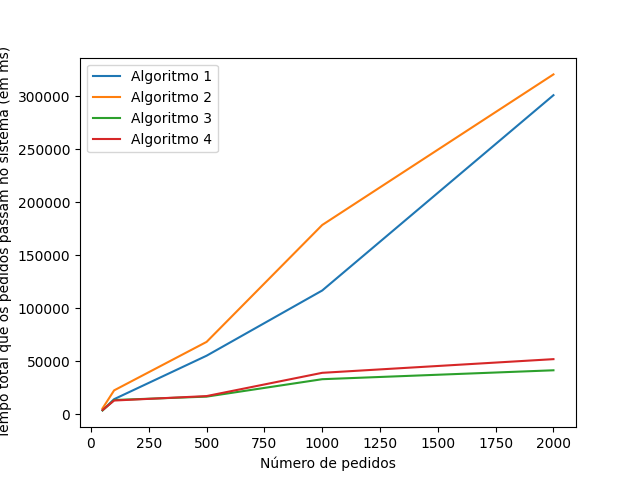 Algoritmo 1
Algoritmo 2
Algoritmo 3
Algoritmo 4
300000
250000
200000
150000
100000
50000
0
Tempo total que os pedidos passam no sistema (em ms)
0 250 500 750 1000 1250 1500 1750 2000
Número de pedidos